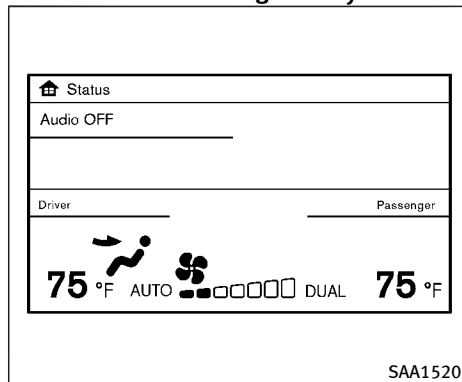 Status
Audio OFF
Driver Passenger
75 °F AUTO DUAL 75 °F
SAA1520